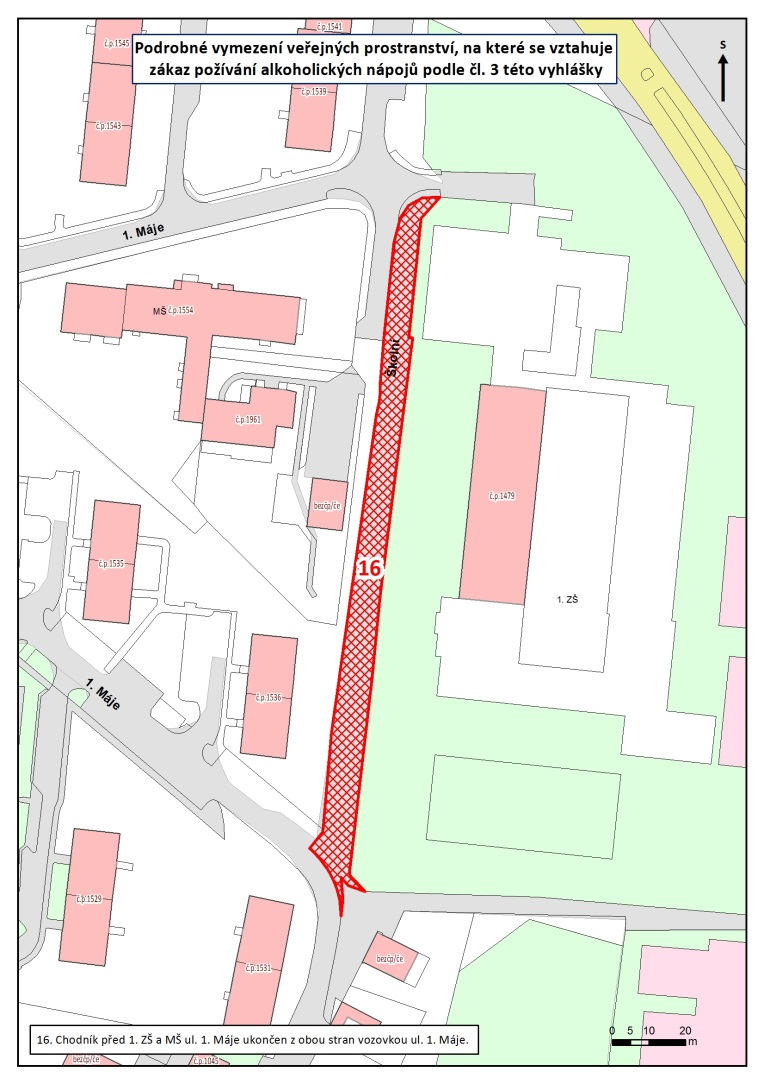 Podrobné vymezení veřejných prostranství, na které se vztahuje
zákaz požívání alkoholických nápojů podle čl. 3 této vyhlášky
S
č.p.1545
č.p.1541
č.p.1543
č.p.1539
1. Máje
MŠ č.p.1554
Školní
č.p.1961
č.p.1479
bezčp/če
č.p.1535
16
1. ZŠ
1. Máje
č.p.1536
č.p.1529
č.p.1531
bezčp/če
16. Chodník před 1. ZŠ a MŠ ul. 1. Máje ukončen z obou stran vozovkou ul. 1. Máje.
0 5 10 20
m
bezčp/če
č.p.1045